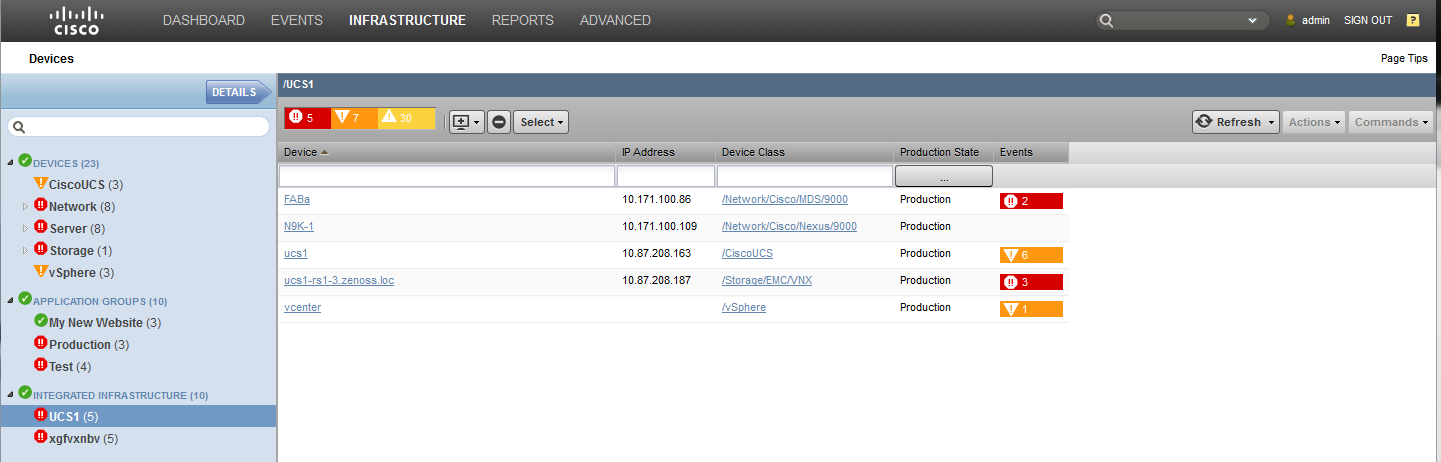 CISCO DASHBOARD EVENTS INFRASTRUCTURE REPORTS ADVANCED admin SIGN OUT ?
Devices Page Tips
DETAILS
/UCS1
5 7 30 Select Refresh Actions Commands
Device IP Address Device Class Production State Events
...
DEVICES (23)
CiscoUCS (3)
Network (8)
Server (8)
Storage (1)
vSphere (3)
APPLICATION GROUPS (10)
My New Website (3)
Production (3)
Test (4)
INTEGRATED INFRASTRUCTURE (10)
UCS1 (5)
xgfvxnbv (5)
FABa 10.171.100.86 /Network/Cisco/MDS/9000 Production 2
N9K-1 10.171.100.109 /Network/Cisco/Nexus/9000 Production
ucs1 10.87.208.163 /CiscoUCS Production 6
ucs1-rs1-3.zenoss.loc 10.87.208.187 /Storage/EMC/VNX Production 3
vcenter /vSphere Production 1